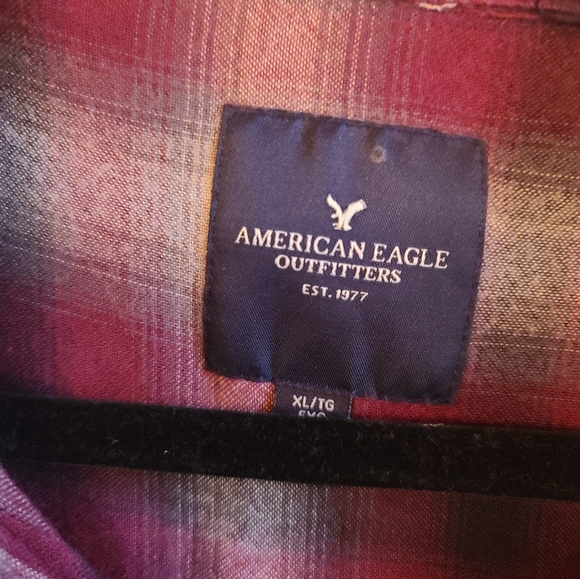 AMERICAN EAGLE
OUTFITTERS
EST. 1977
XL/TG